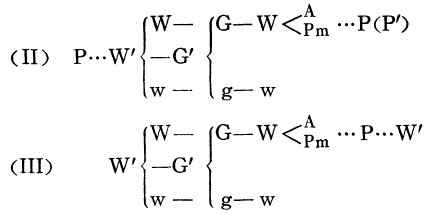 W— G—W< A Pm ···P(P′)
(II) P···W′ —G′
w— g—w
W— G—W< A Pm ···P···W′
(III) W′ —G′
w— g—w